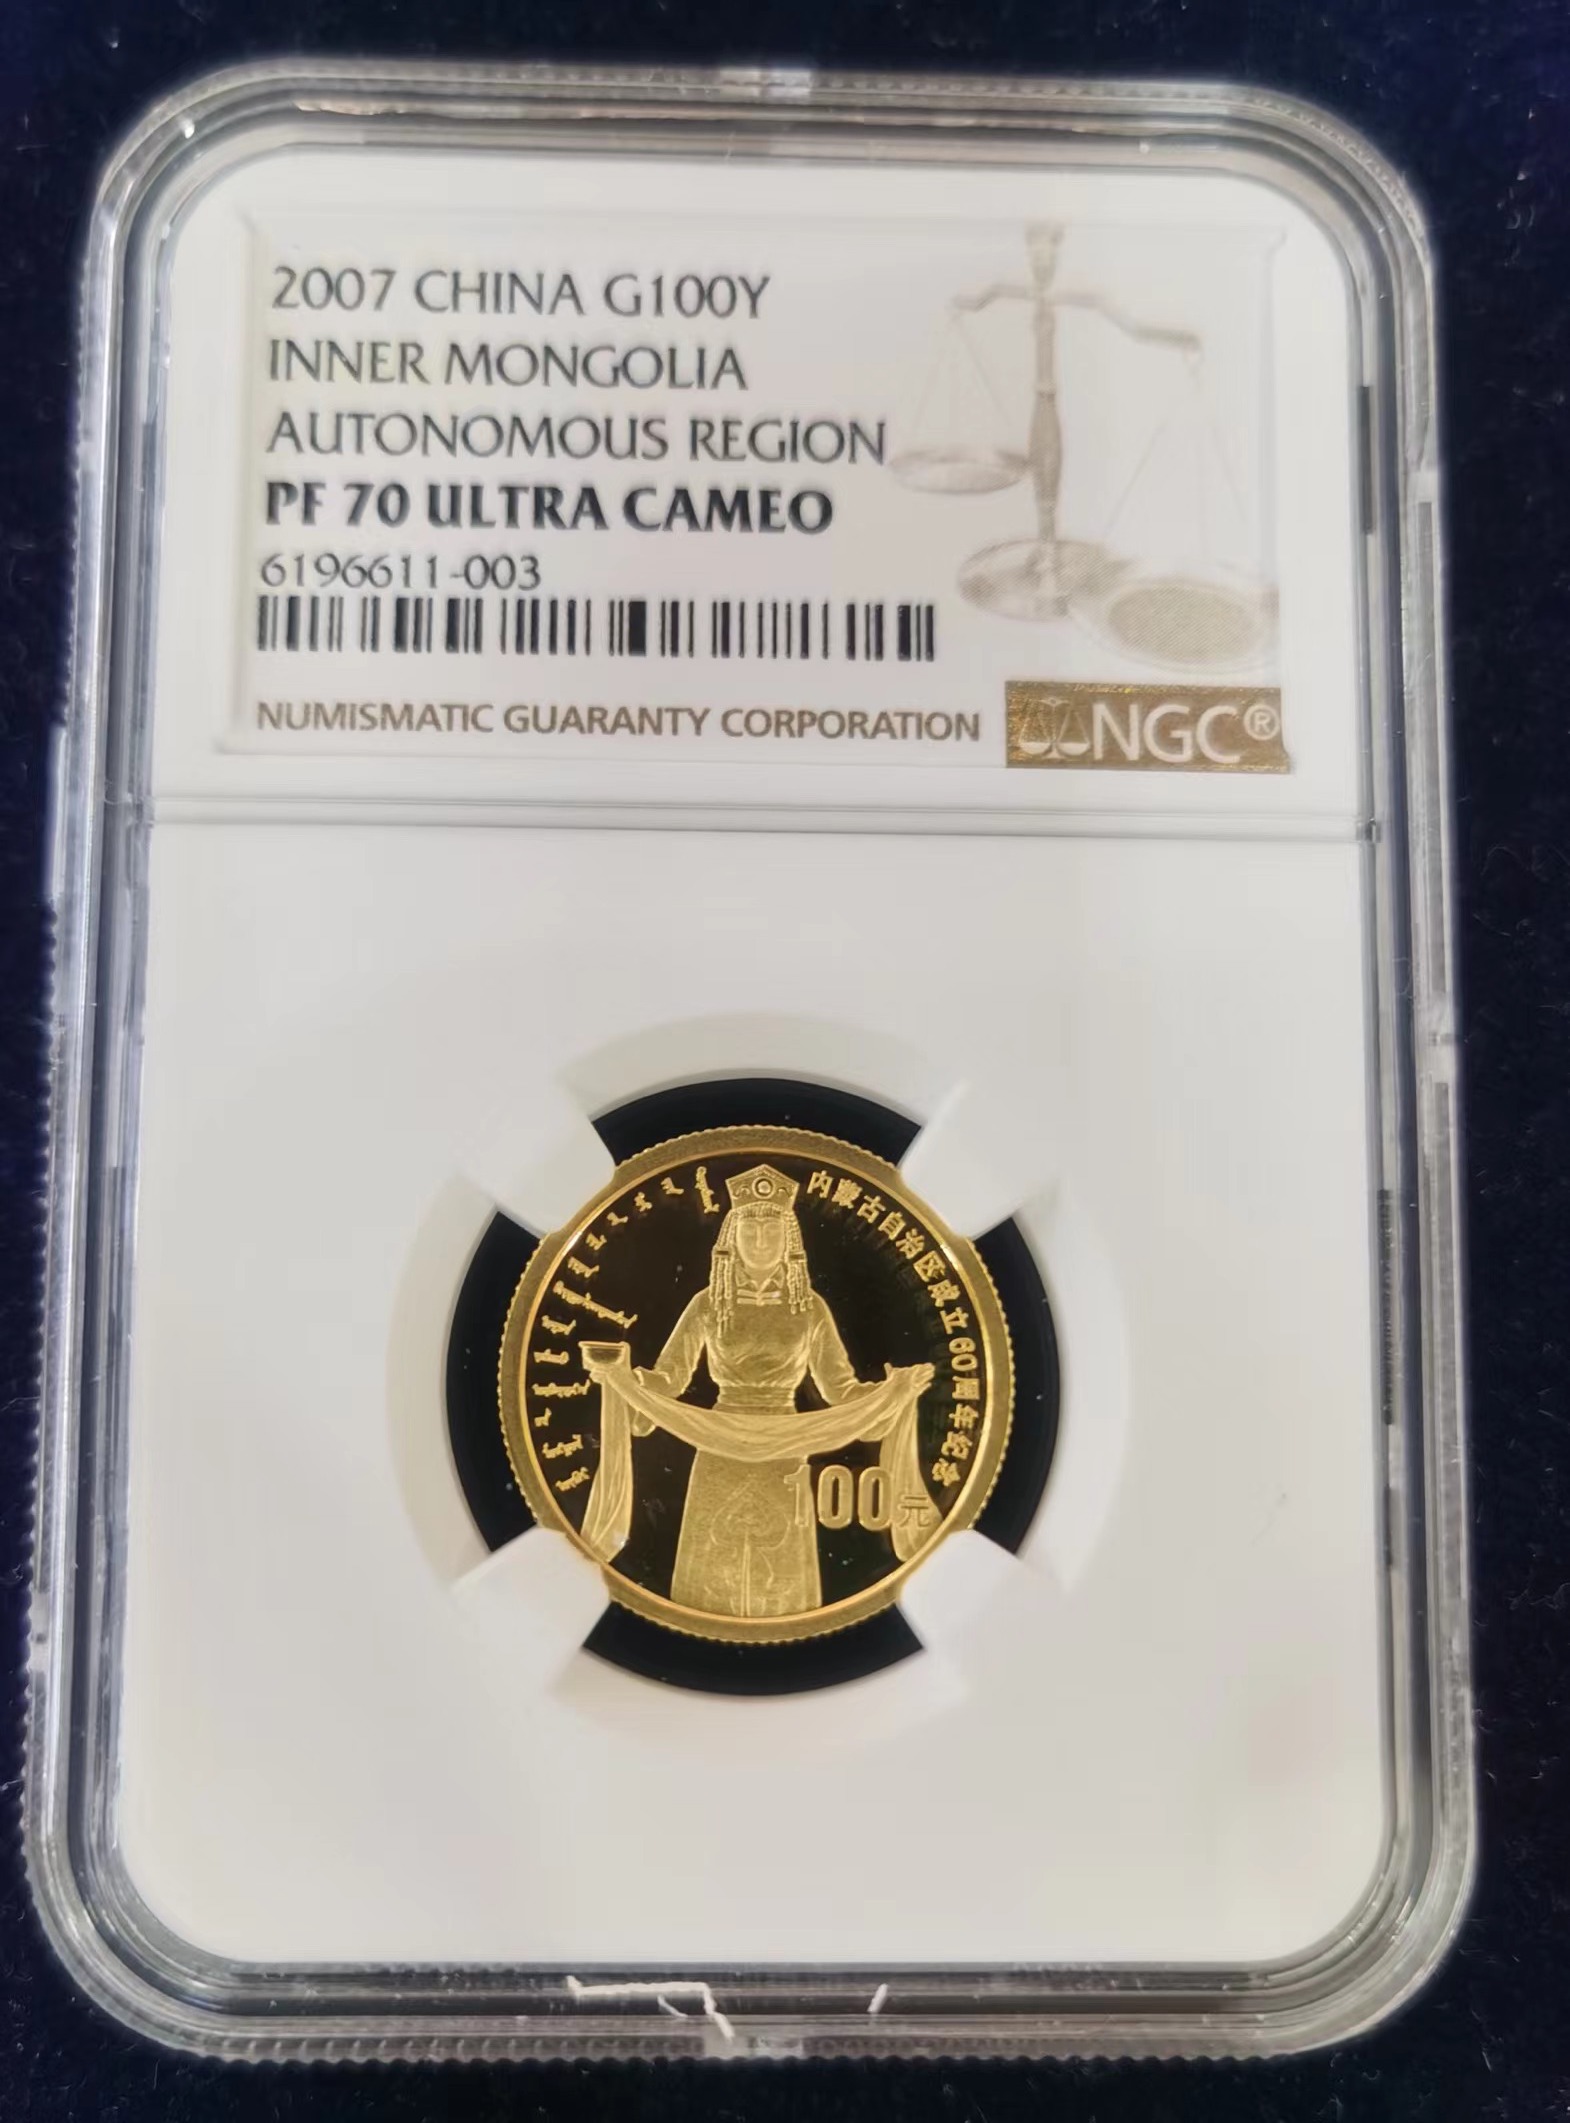 2007 CHINA G100Y
INNER MONGOLIA
AUTONOMOUS REGION
PF 70 ULTRA CAMEO
6196611-003
NUMISMATIC GUARANTY CORPORATION
NGC®
内蒙古自治区成立60周年纪念
100元